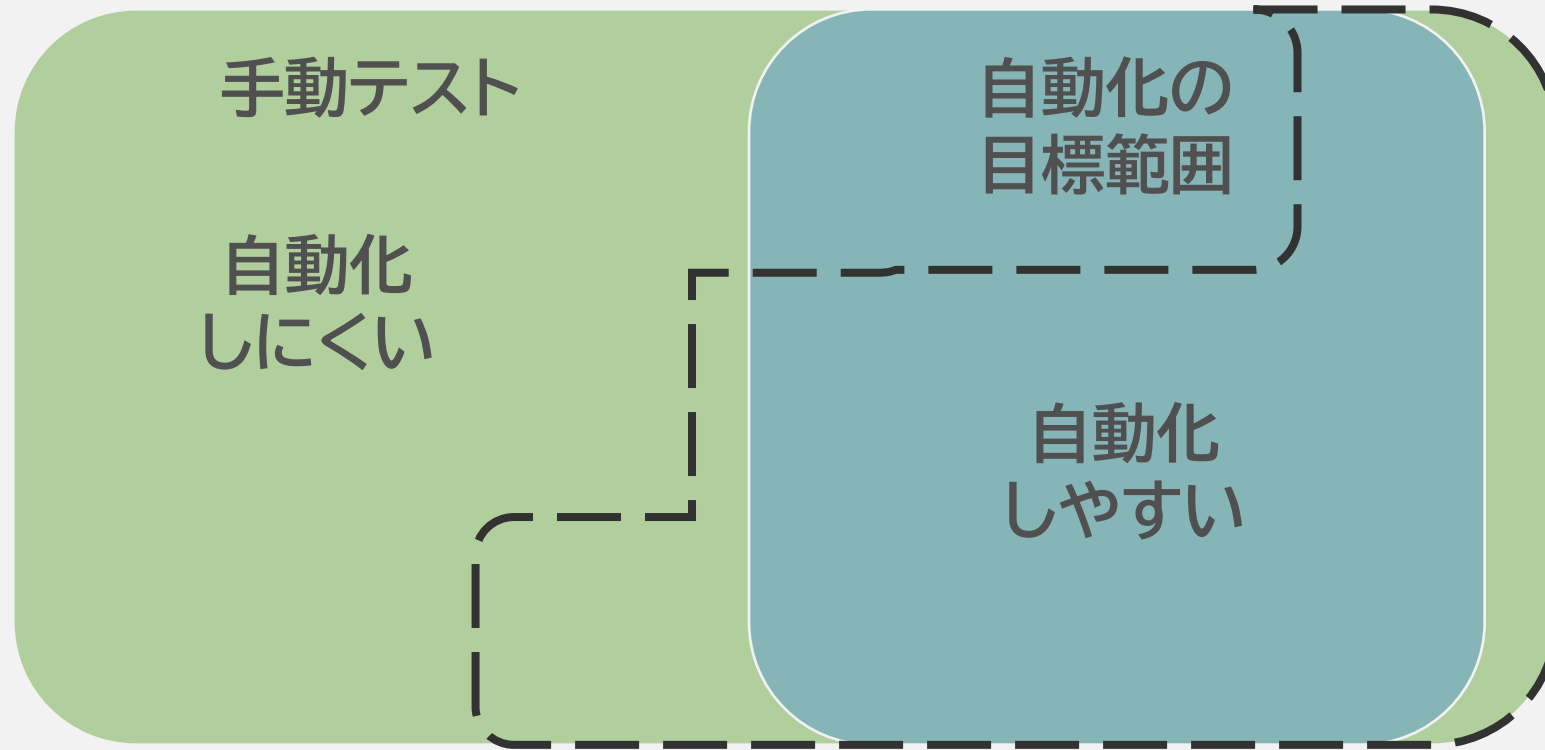 手動テスト
自動化
しにくい
自動化の
目標範囲
自動化
しやすい